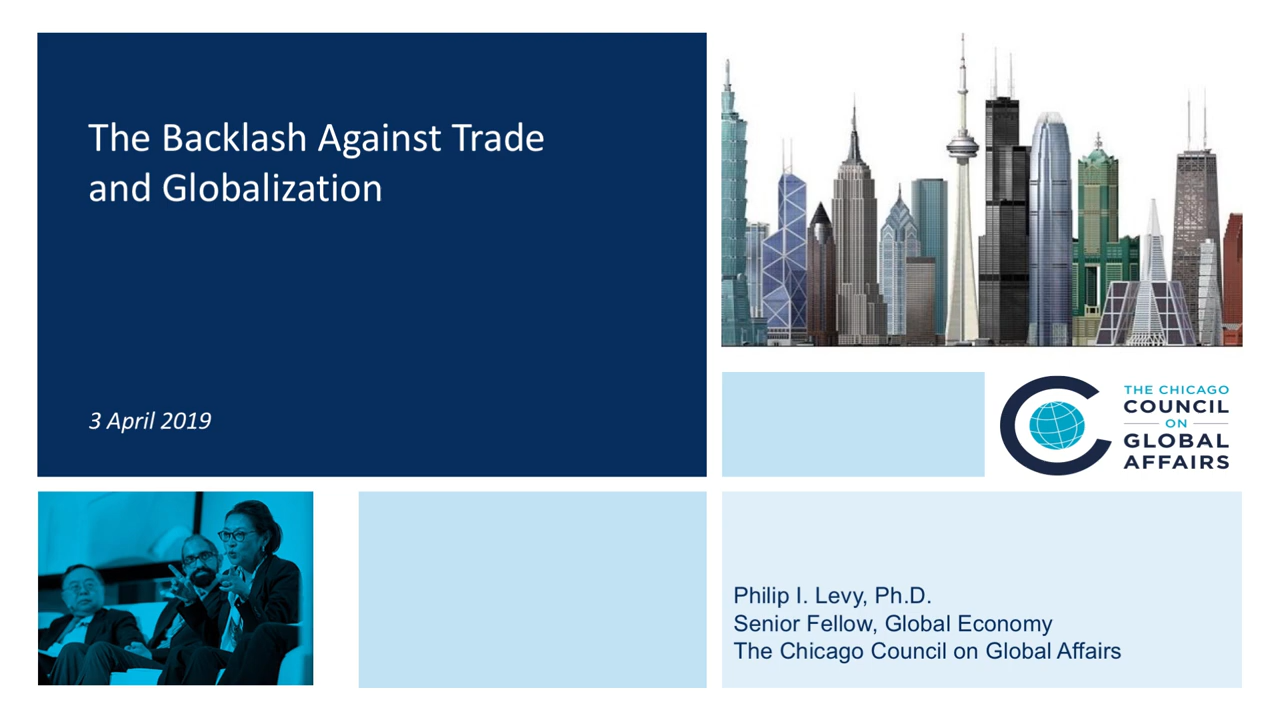 The Backlash Against Trade
and Globalization
3 April 2019
THE CHICAGO
COUNCIL
ON
GLOBAL
AFFAIRS
Philip I. Levy, Ph.D.
Senior Fellow, Global Economy
The Chicago Council on Global Affairs